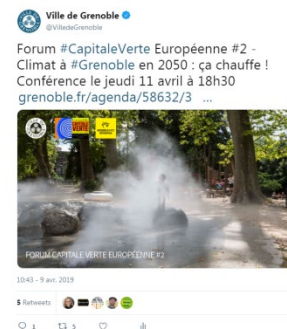 Ville de Grenoble
@VilledeGrenoble
Forum #CapitaleVerte Européenne #2 -
Climat à #Grenoble en 2050 : ça chauffe !
Conférence le jeudi 11 avril à 18h30
grenoble.fr/agenda/58632/3 ...
FORUM CAPITALE VERTE EUROPÉENNE #2
10:43 - 9 avr. 2019
5 Retweets
1
5